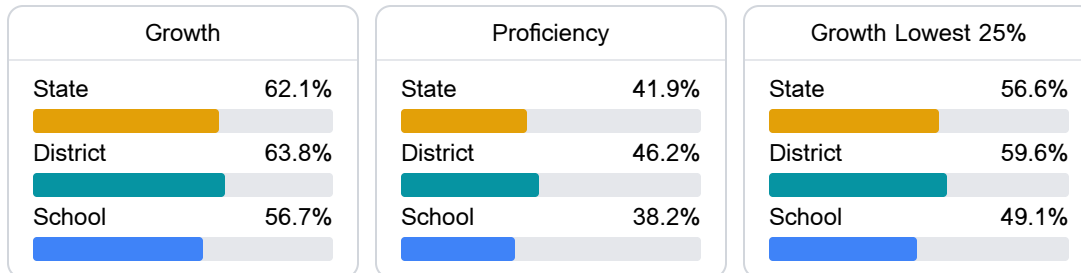 Growth
State 62.1%
District 63.8%
School 56.7%
Proficiency
State 41.9%
District 46.2%
School 38.2%
Growth Lowest 25%
State 56.6%
District 59.6%
School 49.1%